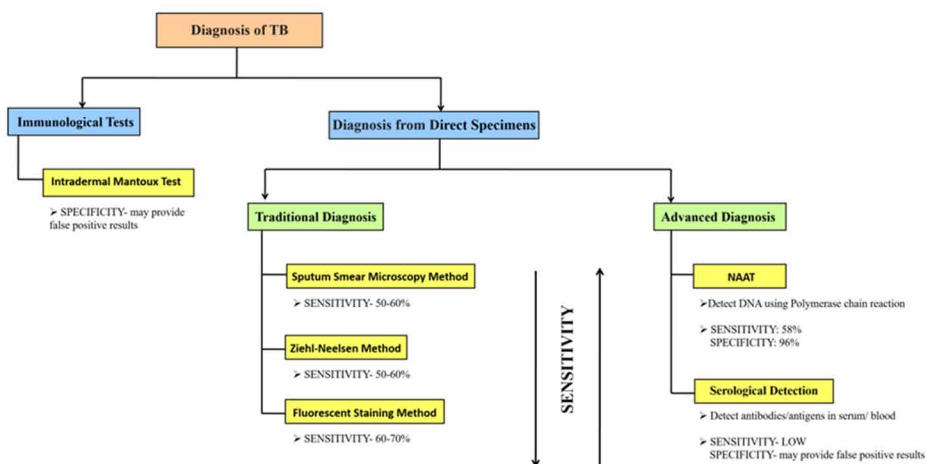 Diagnosis of TB
Immunological Tests
Diagnosis from Direct Specimens
Intradermal Mantoux Test
➢ SPECIFICITY- may provide
false positive results
Traditional Diagnosis
Sputum Smear Microscopy Method
➢ SENSITIVITY- 50-60%
Ziehl-Neelsen Method
➢ SENSITIVITY- 50-60%
Fluorescent Staining Method
➢ SENSITIVITY- 60-70%
SENSITIVITY
Advanced Diagnosis
NAAT
➢Detect DNA using Polymerase chain reaction
➢ SENSITIVITY: 58%
SPECIFICITY: 96%
Serological Detection
➢ Detect antibodies/antigens in serum/ blood
➢ SENSITIVITY- LOW
SPECIFICITY- may provide false positive results